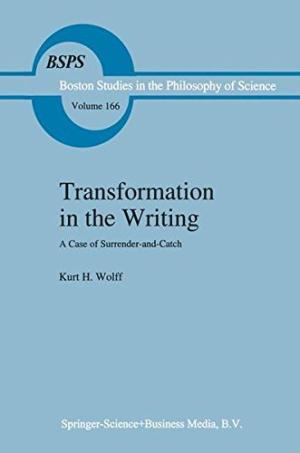 BSPS
Boston Studies in the Philosophy of Science
Volume 166
Transformation
in the Writing
A Case of Surrender-and-Catch
Kurt H. Wolff
Springer-Science+Business Media, B.V.